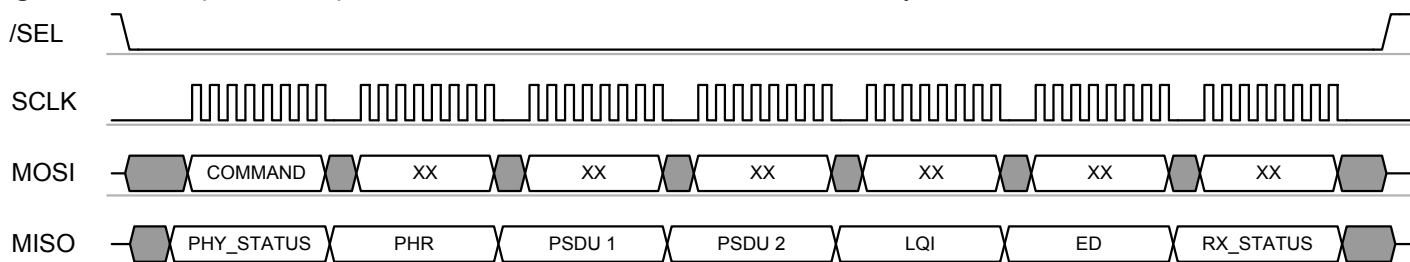 /SEL
SCLK
MOSI COMMAND XX XX XX XX XX XX
MISO PHY_STATUS PHR PSDU 1 PSDU 2 LQI ED RX_STATUS